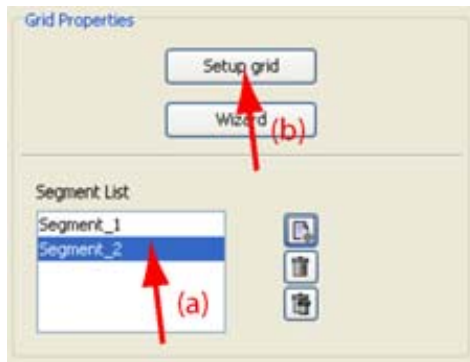 Grid Properties
Setup grid
Wizard
(b)
Segment List
Segment_1
Segment_2
(a)